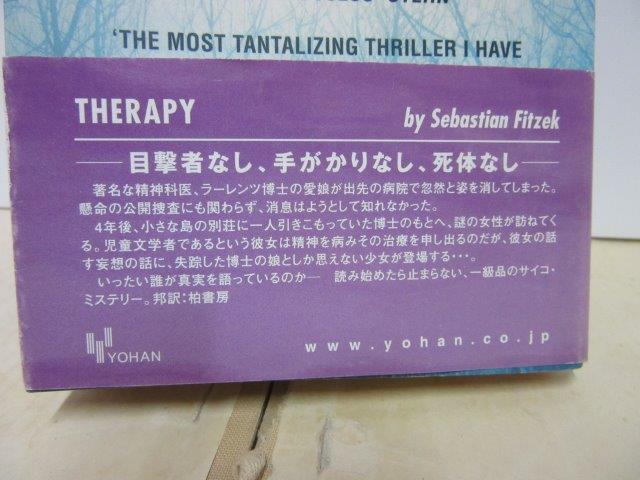 'THE MOST TANTALIZING THRILLER I HAVE
THERAPY by Sebastian Fitzek
目撃者なし、手がかりなし、死体なし
著名な精神科医、ラーレンツ博士の愛娘が出先の病院で忽然と姿を消してしまった。
懸命の公開捜査にも関わらず、消息はようとして知れなかった。
4年後、小さな島の別荘に一人引きこもっていた博士のもとへ、謎の女性が訪ねてく
る。児童文学者であるという彼女は精神を病みその治療を申し出るのだが、彼女の話
す妄想の話に、失踪した博士の娘としか思えない少女が登場する・・・。
いったい誰が真実を語っているのか― 読み始めたら止まらない、一級品のサイコ・
ミステリー。邦訳：柏書房
YOHAN www.yohan.co.jp